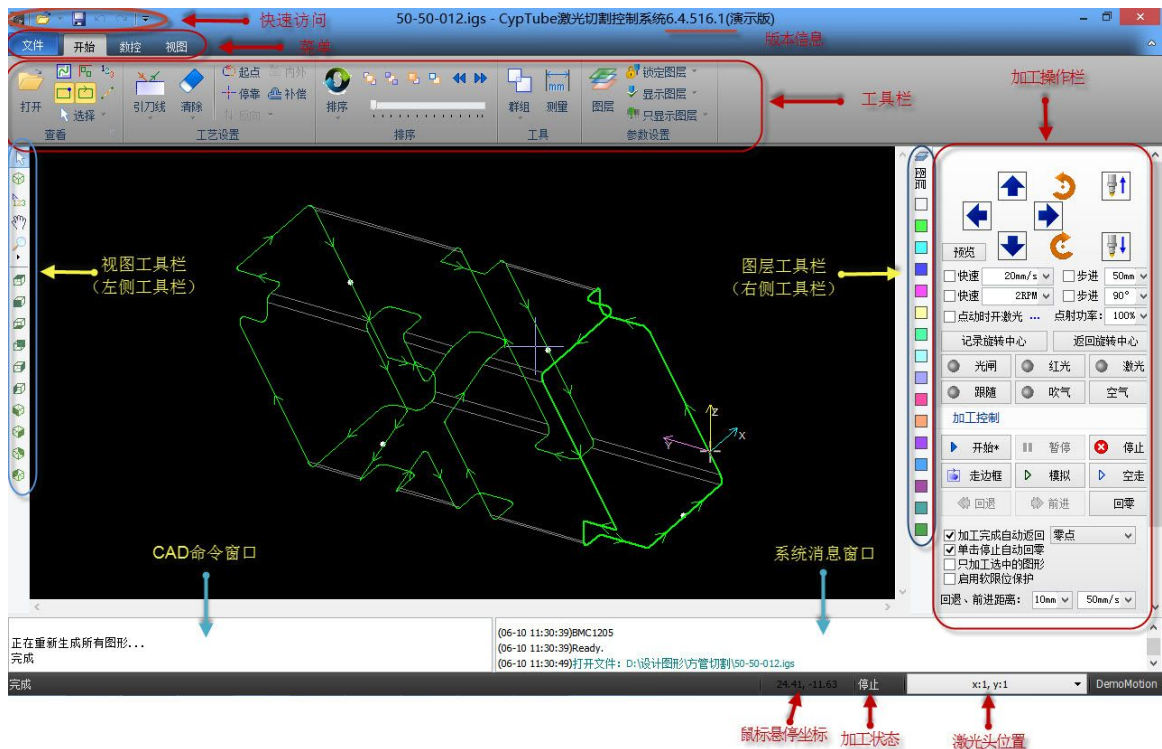 50-50-012.igs - CypTube激光切割控制系统6.4.516.1(演示版)
快速访问
版本信息
文件 开始 数控 视图
菜单
打开
选择
查看
引刀线
清除
起点 内外
停靠 补偿
反向
工艺设置
排序
排序
群组
测量
mm
工具
图层
锁定图层
显示图层
只显示图层
参数设置
工具栏
加工操作栏
视图工具栏
(左侧工具栏)
图层工具栏
(右侧工具栏)
图层
Z
X
Y
CAD命令窗口
系统消息窗口
预览
快速 20mm/s 步进 50mm
快速 2RPM 步进 90°
点动时开激光 ... 点射功率: 100%
记录旋转中心 返回旋转中心
光闸 红光 激光
跟随 吹气 空气
加工控制
开始* 暂停 停止
走边框 模拟 空走
回退 前进 回零
加工完成自动返回 零点
单击停止自动回零
只加工选中的图形
启用软限位保护
回退、前进距离: 10mm 50mm/s
正在重新生成所有图形...
完成
(06-10 11:30:39)BMC1205
(06-10 11:30:39)Ready.
(06-10 11:30:49)打开文件: D:\设计图形\方管切割\50-50-012.igs
完成 24.41, -11.63 停止 x:1, y:1 DemoMotion
鼠标悬停坐标 加工状态 激光头位置